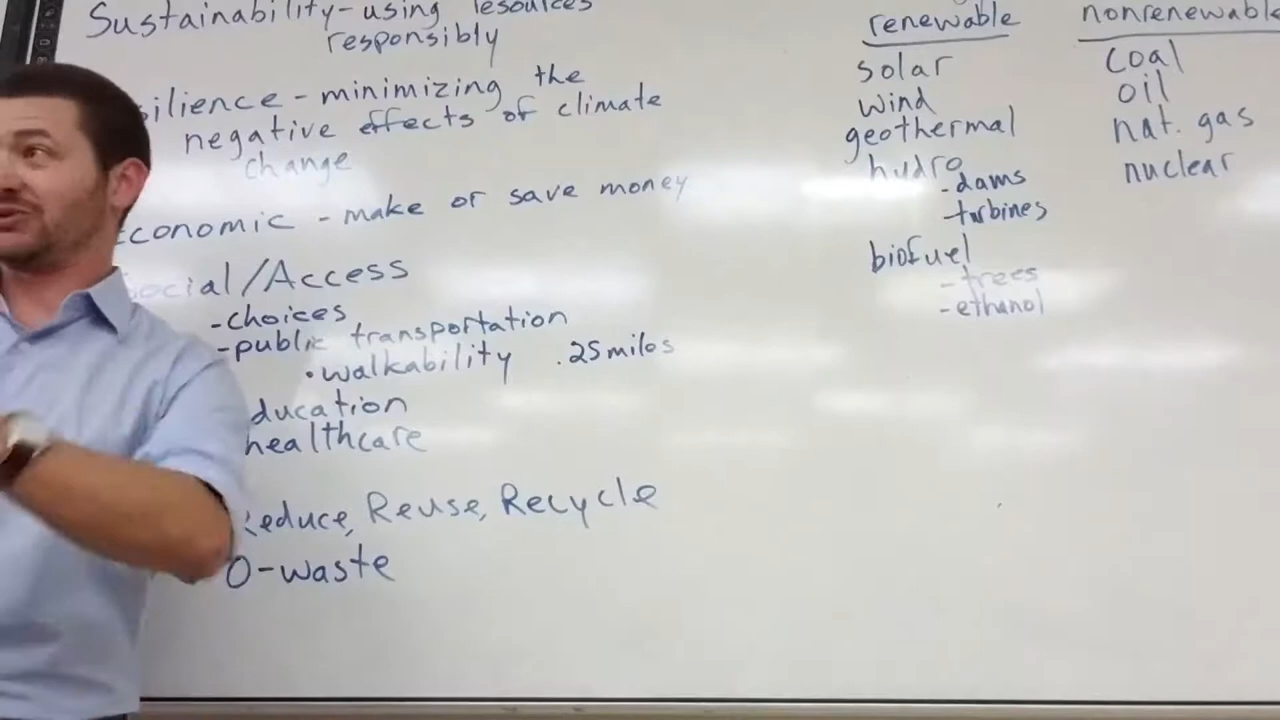 Sustainability - using resources
responsibly
silience - minimizing the
negative effects of climate
change
conomic - make or save money
ocial/Access
- choices
- public transportation
• walkability .25 miles
ducation
healthcare
educe, Reuse, Recycle
0-waste
renewable
solar
wind
geothermal
hydro
- dams
- turbines
biofuel
- trees
- ethanol
nonrenewable
coal
oil
nat. gas
nuclear